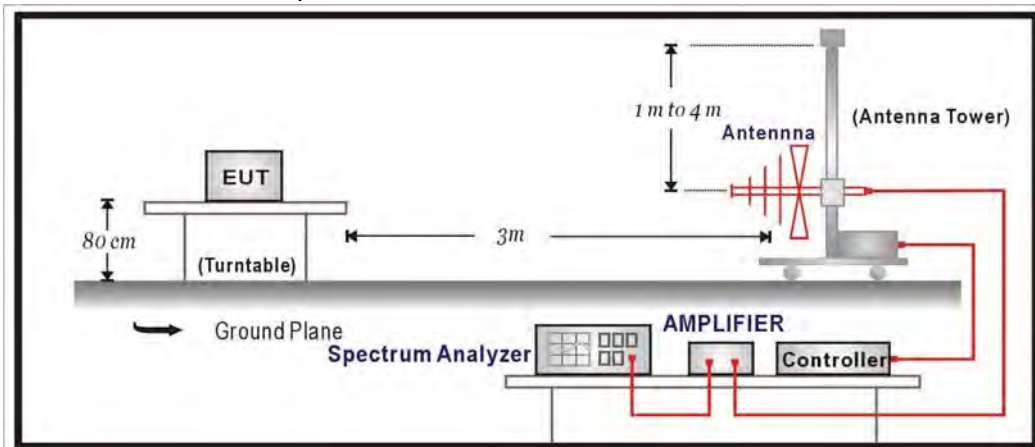 1 m to 4 m
(Antenna Tower)
Antennna
EUT
80 cm
3m
(Turntable)
Ground Plane
AMPLIFIER
Spectrum Analyzer
Controller